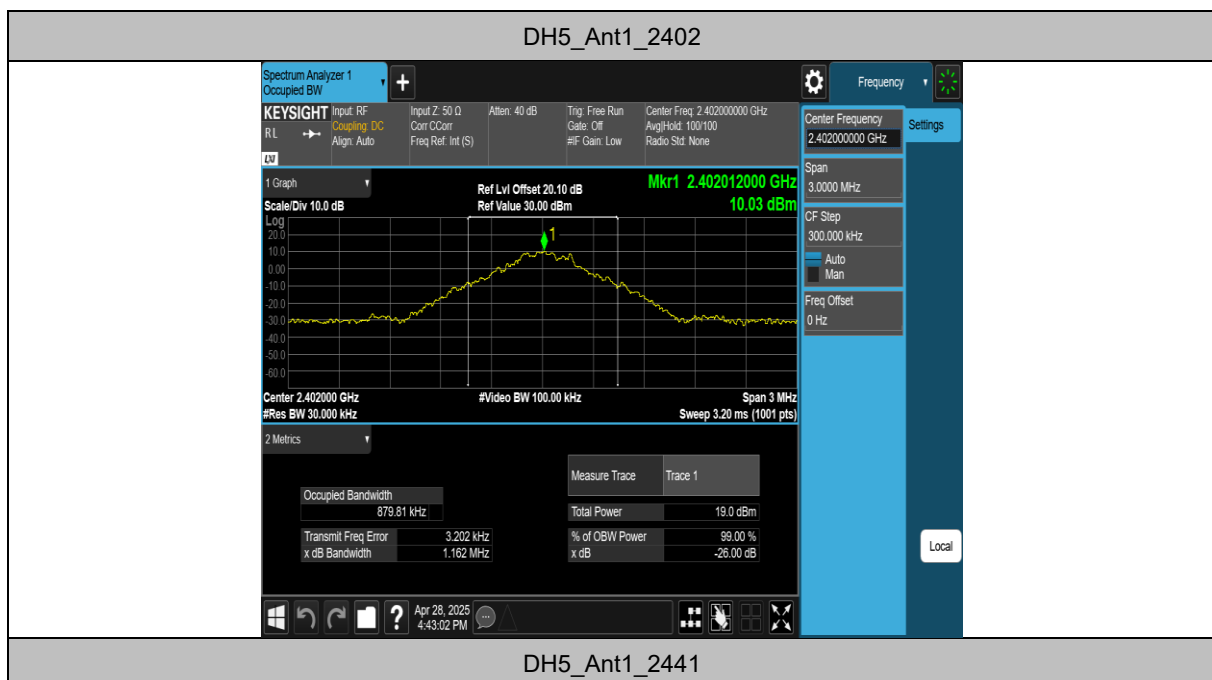 DH5_Ant1_2402
Spectrum Analyzer 1
Occupied BW
+
Frequency
KEYSIGHT
R L
LXI
Input: RF
Coupling: DC
Align: Auto
Input Z: 50 Ω
Corr CCorr
Freq Ref: Int (S)
Atten: 40 dB
Trig: Free Run
Gate: Off
#IF Gain: Low
Center Freq: 2.402000000 GHz
Avg|Hold: 100/100
Radio Std: None
Center Frequency
2.402000000 GHz
Settings
Span
3.0000 MHz
CF Step
300.000 kHz
Auto
Man
Freq Offset
0 Hz
Local
1 Graph
Scale/Div 10.0 dB
Ref Lvl Offset 20.10 dB
Ref Value 30.00 dBm
Mkr1 2.402012000 GHz
10.03 dBm
Log
20.0
10.0
0.00
-10.0
-20.0
-30.0
-40.0
-50.0
-60.0
1
Center 2.402000 GHz
#Video BW 100.00 kHz
Span 3 MHz
#Res BW 30.000 kHz
Sweep 3.20 ms (1001 pts)
2 Metrics
Measure Trace Trace 1
Occupied Bandwidth
879.81 kHz
Total Power 19.0 dBm
Transmit Freq Error 3.202 kHz
% of OBW Power 99.00 %
x dB Bandwidth 1.162 MHz
x dB -26.00 dB
?
Apr 28, 2025
4:43:02 PM
DH5_Ant1_2441